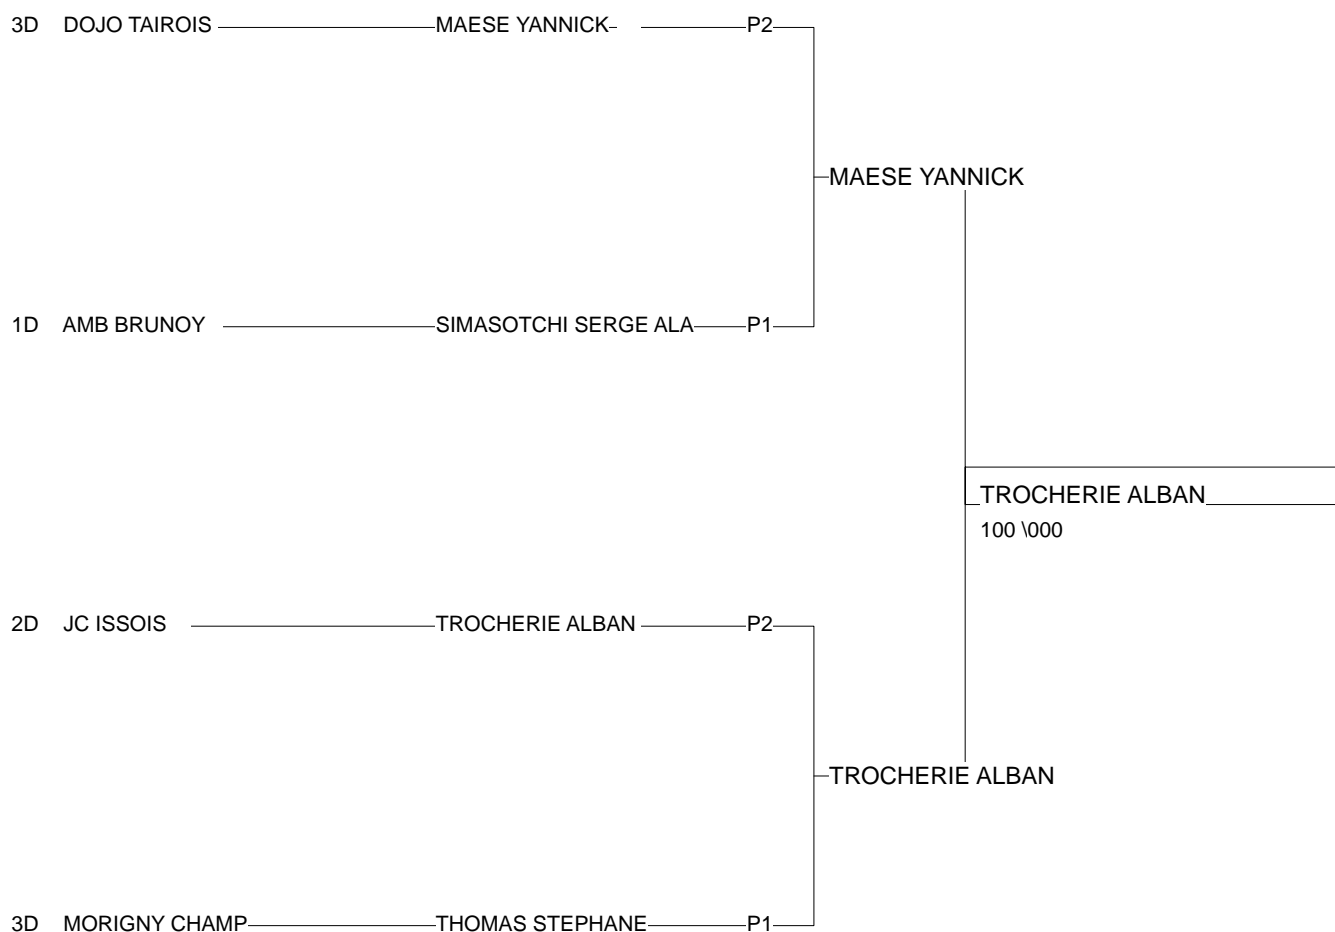 3D DOJO TAIROIS MAESE YANNICK P2
MAESE YANNICK
1D AMB BRUNOY SIMASOTCHI SERGE ALA P1
TROCHERIE ALBAN
100 \000
2D JC ISSOIS TROCHERIE ALBAN P2
TROCHERIE ALBAN
3D MORIGNY CHAMP THOMAS STEPHANE P1